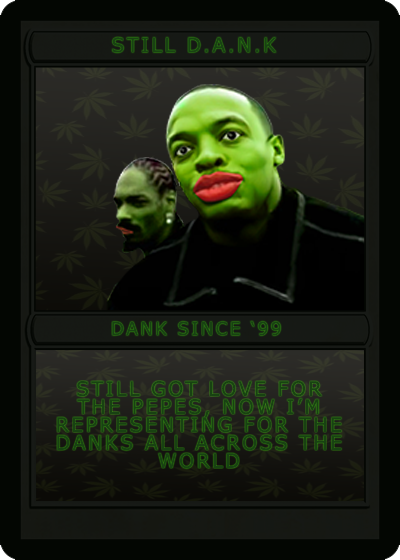 STILL D.A.N.K
DANK SINCE '99
STILL GOT LOVE FOR
THE PEPES, NOW I'M
REPRESENTING FOR THE
DANKS ALL ACROSS THE
WORLD